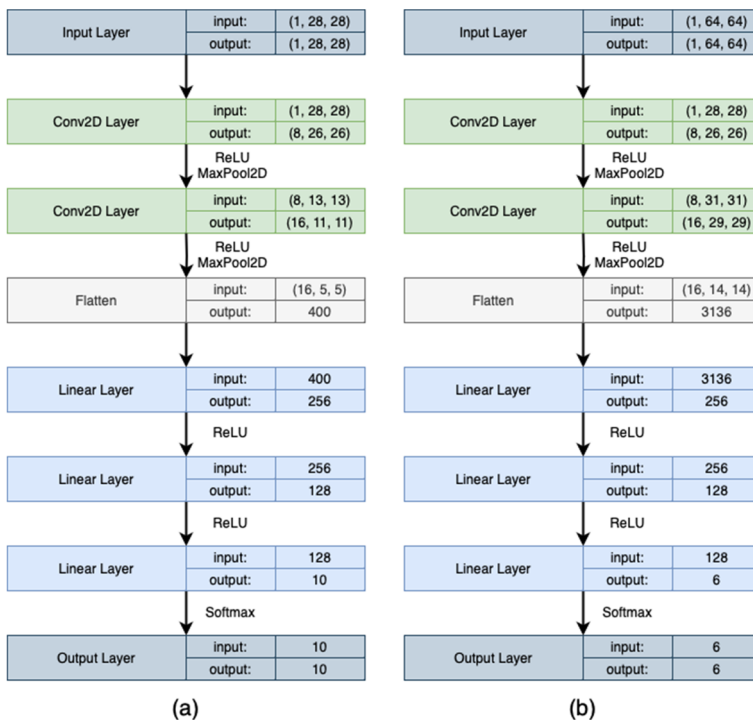 Input Layer input: (1, 28, 28)
output: (1, 28, 28)
Conv2D Layer input: (1, 28, 28)
output: (8, 26, 26)
ReLU
MaxPool2D
Conv2D Layer input: (8, 13, 13)
output: (16, 11, 11)
ReLU
MaxPool2D
Flatten input: (16, 5, 5)
output: 400
Linear Layer input: 400
output: 256
ReLU
Linear Layer input: 256
output: 128
ReLU
Linear Layer input: 128
output: 10
Softmax
Output Layer input: 10
output: 10
(a)
Input Layer input: (1, 64, 64)
output: (1, 64, 64)
Conv2D Layer input: (1, 28, 28)
output: (8, 26, 26)
ReLU
MaxPool2D
Conv2D Layer input: (8, 31, 31)
output: (16, 29, 29)
ReLU
MaxPool2D
Flatten input: (16, 14, 14)
output: 3136
Linear Layer input: 3136
output: 256
ReLU
Linear Layer input: 256
output: 128
ReLU
Linear Layer input: 128
output: 6
Softmax
Output Layer input: 6
output: 6
(b)